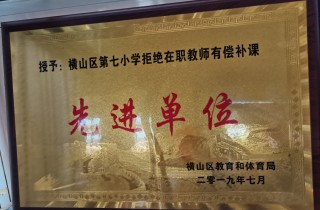 授予：横山区第七小学拒绝在职教师有偿补课
先进单位
横山区教育和体育局
二零一九年七月